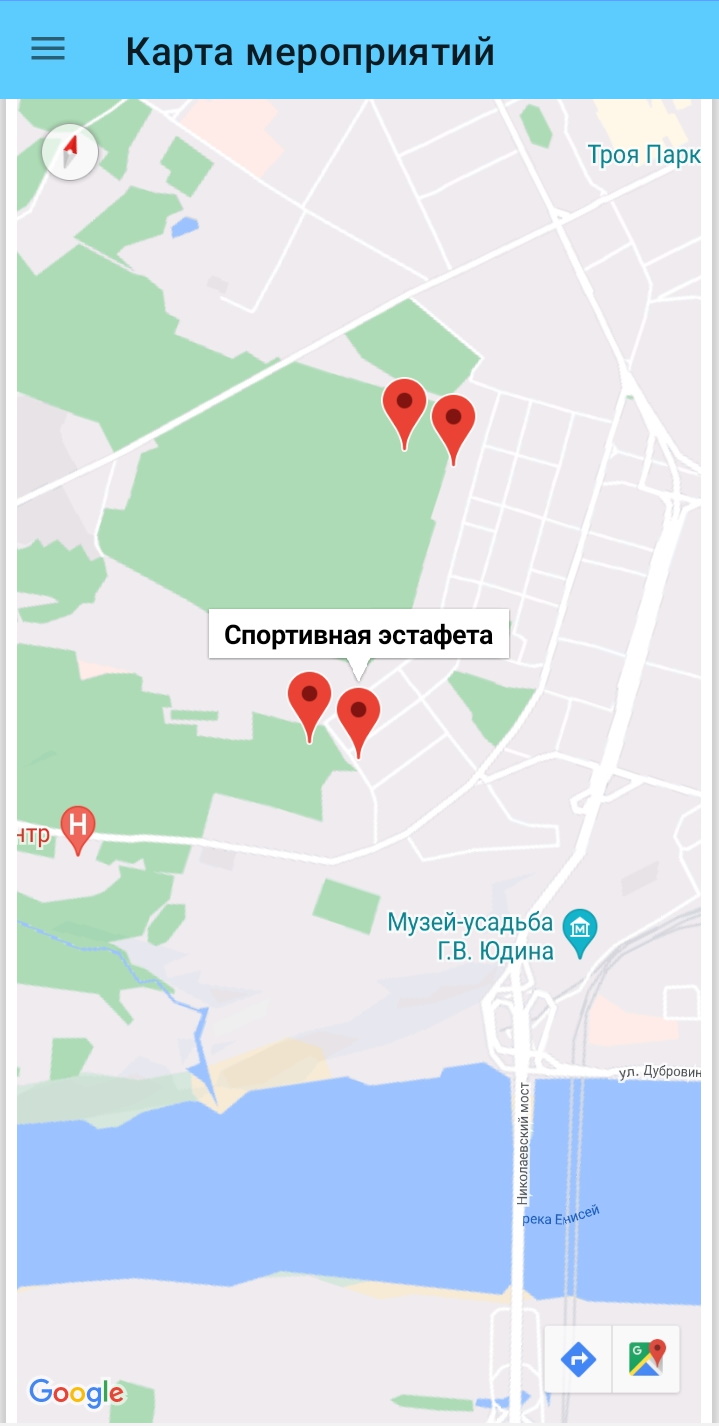 Карта мероприятий
Троя Парк
Спортивная эстафета
нтр
H
Музей-усадьба
Г.В. Юдина
M
ул. Дубровин
Николаевский мост
река Енисей
G
Google